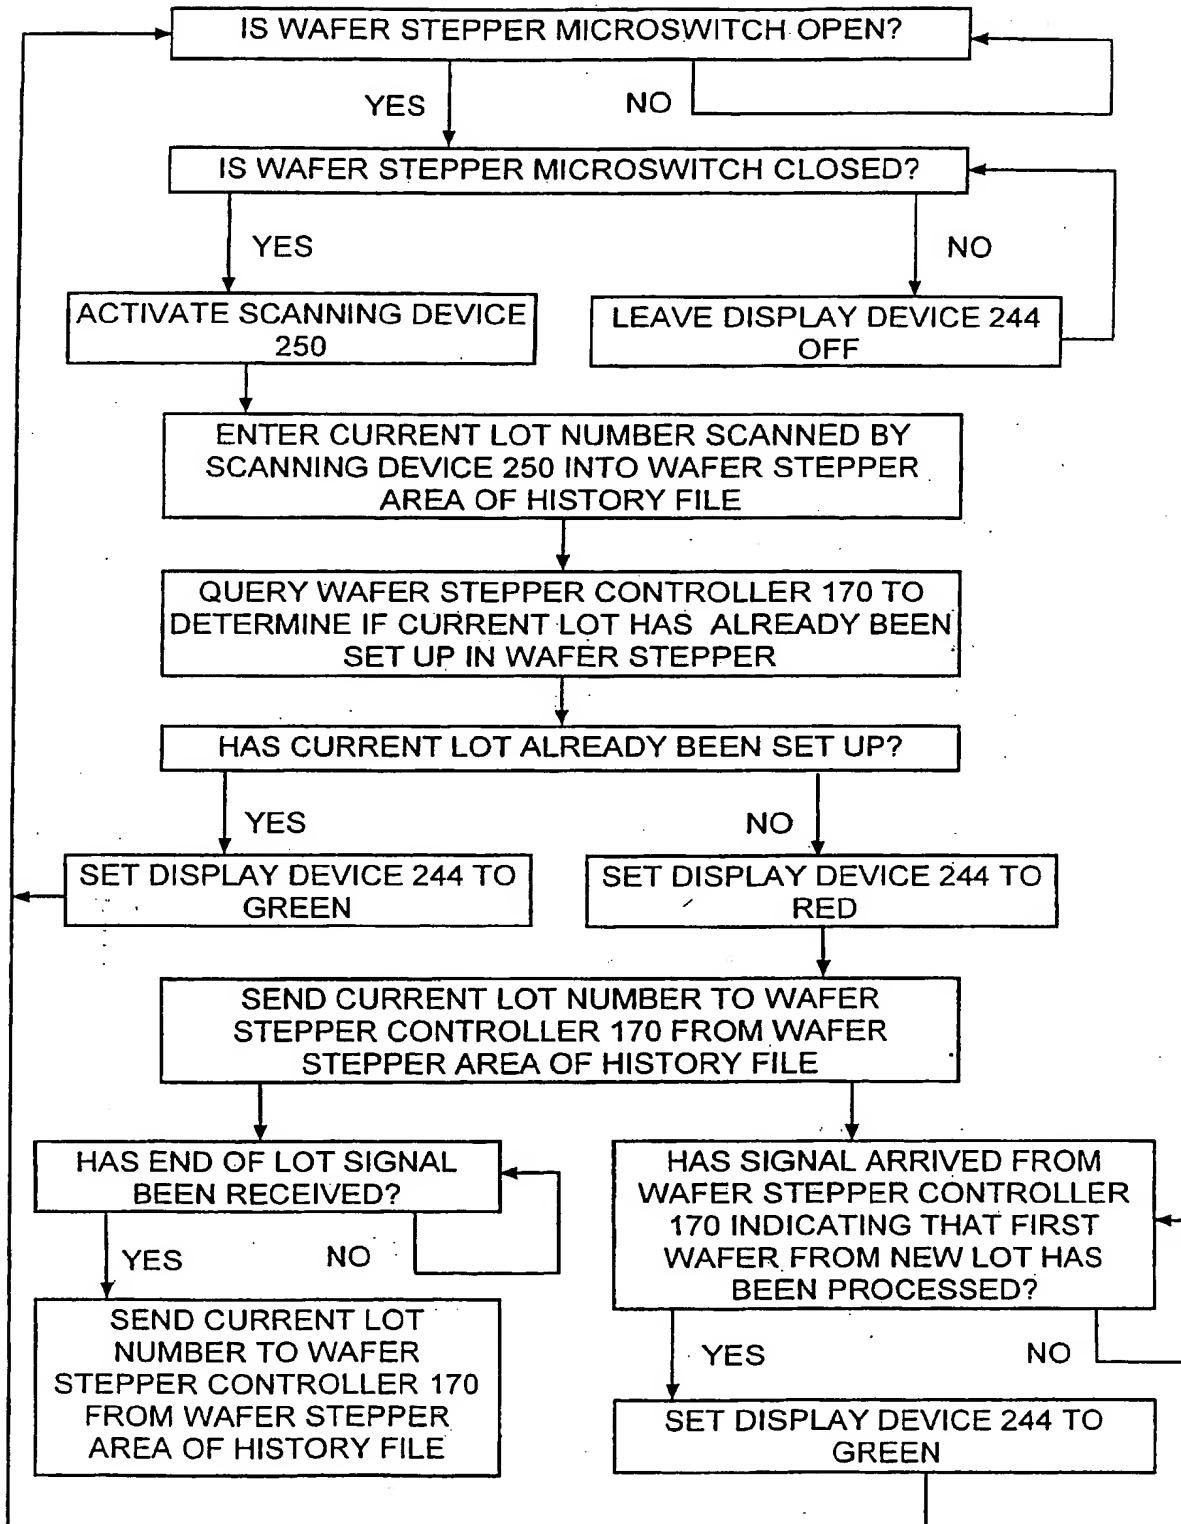 IS WAFER STEPPER MICROSWITCH OPEN?
YES
NO
IS WAFER STEPPER MICROSWITCH CLOSED?
YES
NO
ACTIVATE SCANNING DEVICE
250
LEAVE DISPLAY DEVICE 244
OFF
ENTER CURRENT LOT NUMBER SCANNED BY
SCANNING DEVICE 250 INTO WAFER STEPPER
AREA OF HISTORY FILE
QUERY WAFER STEPPER CONTROLLER 170 TO
DETERMINE IF CURRENT LOT HAS ALREADY BEEN
SET UP IN WAFER STEPPER
HAS CURRENT LOT ALREADY BEEN SET UP?
YES
NO
SET DISPLAY DEVICE 244 TO
GREEN
SET DISPLAY DEVICE 244 TO
RED
SEND CURRENT LOT NUMBER TO WAFER
STEPPER CONTROLLER 170 FROM WAFER
STEPPER AREA OF HISTORY FILE
HAS END OF LOT SIGNAL
BEEN RECEIVED?
YES
NO
SEND CURRENT LOT
NUMBER TO WAFER
STEPPER CONTROLLER 170
FROM WAFER STEPPER
AREA OF HISTORY FILE
HAS SIGNAL ARRIVED FROM
WAFER STEPPER CONTROLLER
170 INDICATING THAT FIRST
WAFER FROM NEW LOT HAS
BEEN PROCESSED?
YES
NO
SET DISPLAY DEVICE 244 TO
GREEN